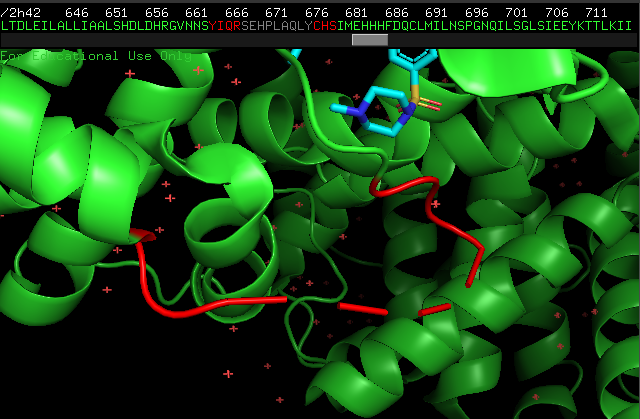 /2h42 646 651 656 661 666 671 676 681 686 691 696 701 706 711
LTDLEILALLIAALSHDLDHRGVNNSYIQRSEHPLAQLYCHSIMEHHHFDQCLMILNSPGNQILSGLSIEEYKTTLKII
For Educational Use Only